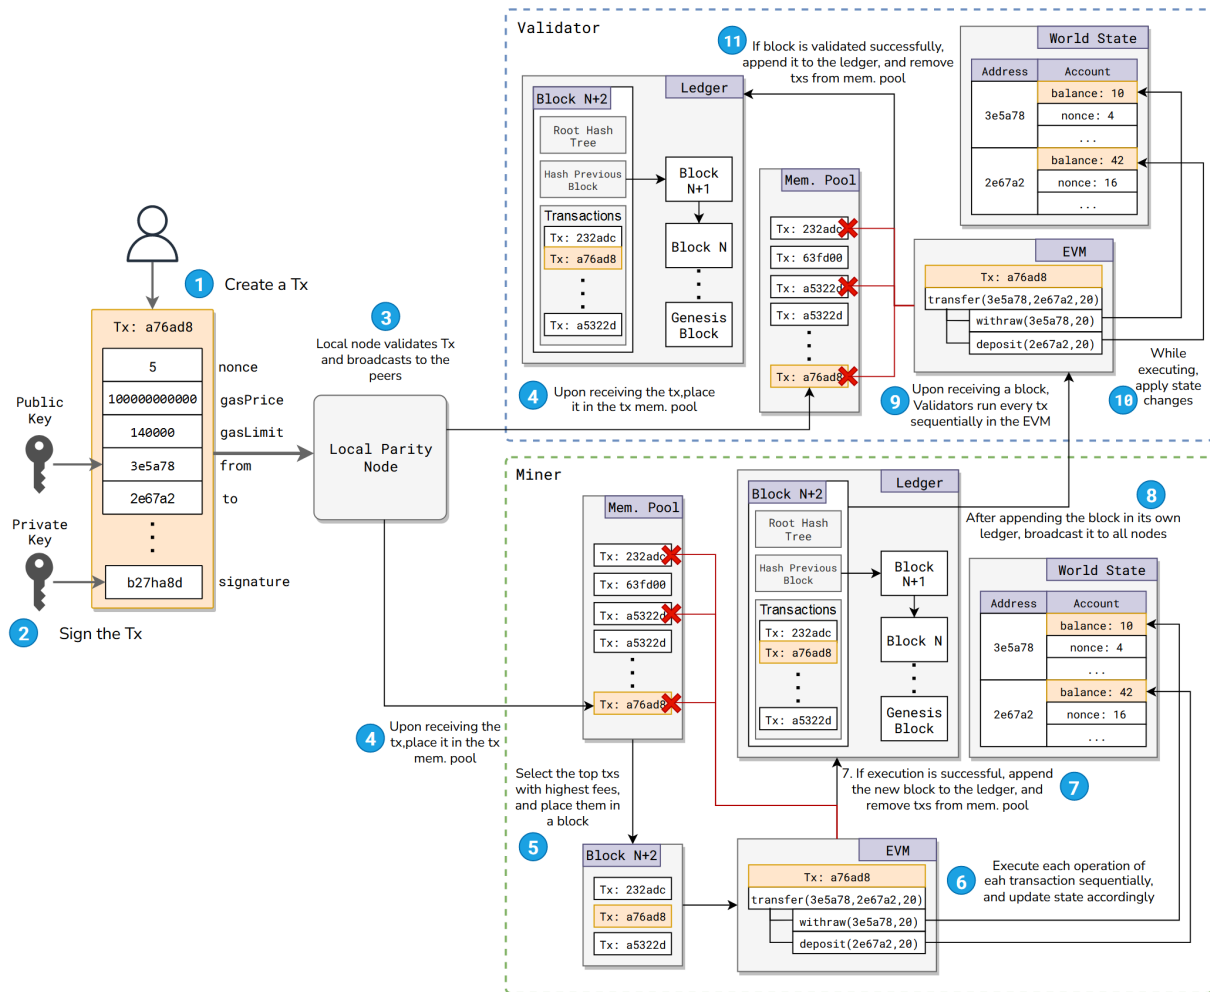 Validator
11
If block is validated successfully,
append it to the ledger, and remove
txs from mem. pool
World State
Address
Account
3e5a78
balance: 10
nonce: 4
...
2e67a2
balance: 42
nonce: 16
...
Ledger
Block N+2
Root Hash
Tree
Hash Previous
Block
Transactions
Tx: 232adc
Tx: a76ad8
Tx: a5322d
Block
N+1
Block N
Genesis
Block
Mem. Pool
Tx: 232adc
Tx: 63fd00
Tx: a5322d
Tx: a5322d
Tx: a76ad8
EVM
Tx: a76ad8
transfer(3e5a78,2e67a2,20)
withraw(3e5a78,20)
deposit(2e67a2,20)
4
Upon receiving the tx,place
it in the tx mem. pool
9
Upon receiving a block,
Validators run every tx
sequentially in the EVM
While
executing,
apply state
changes
10
1
Create a Tx
Tx: a76ad8
5
nonce
100000000000
gasPrice
140000
gasLimit
3e5a78
from
2e67a2
to
b27ha8d
signature
Public
Key
Private
Key
2
Sign the Tx
3
Local node validates Tx
and broadcasts to the
peers
Local Parity
Node
Miner
4
Upon receiving the
tx,place it in the tx
mem. pool
Mem. Pool
Tx: 232adc
Tx: 63fd00
Tx: a5322d
Tx: a5322d
Tx: a76ad8
Select the top txs
with highest fees,
and place them in
a block
5
Block N+2
Tx: 232adc
Tx: a76ad8
Tx: a5322d
Ledger
Block N+2
Root Hash
Tree
Hash Previous
Block
Transactions
Tx: 232adc
Tx: a76ad8
Tx: a5322d
Block
N+1
Block N
Genesis
Block
8
After appending the block in its own
ledger, broadcast it to all nodes
World State
Address
Account
3e5a78
balance: 10
nonce: 4
...
2e67a2
balance: 42
nonce: 16
...
7. If execution is successful, append
the new block to the ledger, and
remove txs from mem. pool
7
EVM
Tx: a76ad8
transfer(3e5a78,2e67a2,20)
withraw(3e5a78,20)
deposit(2e67a2,20)
6
Execute each operation of
eah transaction sequentially,
and update state accordingly